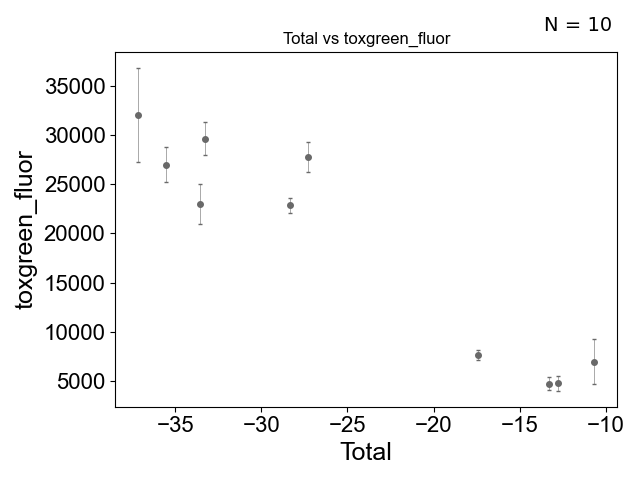 N = 10
Total vs toxgreen_fluor
toxgreen_fluor
35000
30000
25000
20000
15000
10000
5000
−35 −30 −25 −20 −15 −10
Total